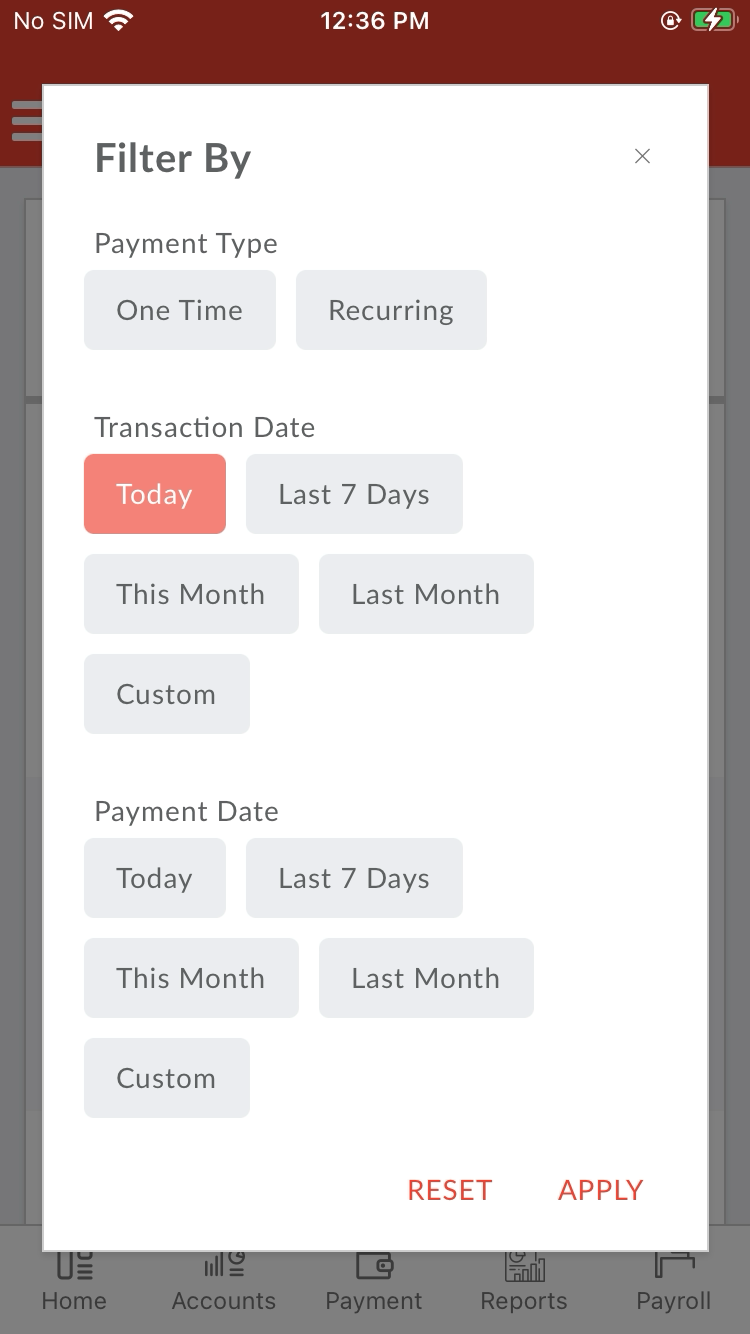 No SIM 12:36 PM
Filter By
Payment Type
One Time Recurring
Transaction Date
Today Last 7 Days
This Month Last Month
Custom
Payment Date
Today Last 7 Days
This Month Last Month
Custom
RESET APPLY
Home Accounts Payment Reports Payroll